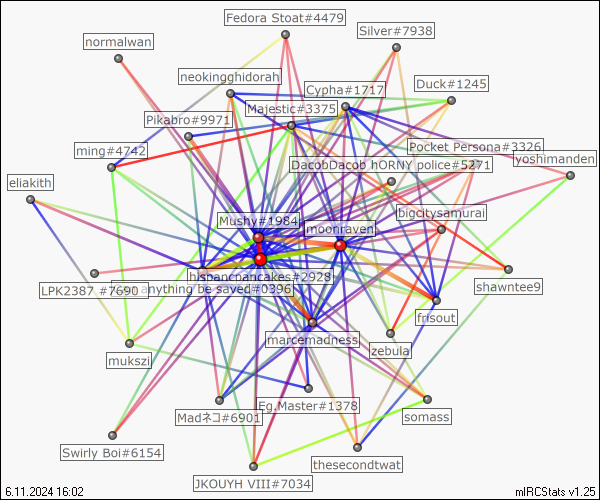 Fedora Stoat#4479
Silver#7938
normalwan
neokingghidorah
Cypha#1717
Duck#1245
Majestic#3375
Pikabro#9971
Pocket Persona#3326
ming#4742
DacobDacob hORNY police#5271
yoshimanden
eliakith
Mushy#1984
moonraven
bigcitysamurai
hispancpancakes#2928
shawntee9
LPK2387 #7690
anything be saved#0396
frisout
marcemadness
zebula
mukszi
Eg.Master#1378
Madネコ#6901
somass
Swirly Boi#6154
thesecondtwat
JKOUYH VIII#7034
6.11.2024 16:02
mIRCStats v1.25